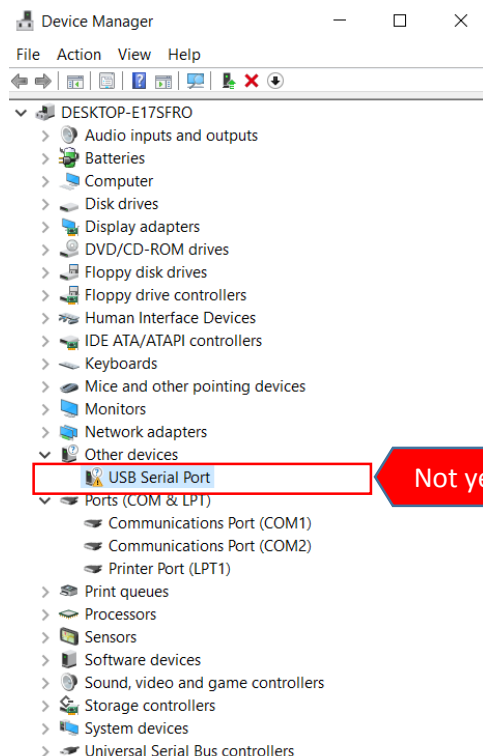 Device Manager
File Action View Help
DESKTOP-E17SFRO
Audio inputs and outputs
Batteries
Computer
Disk drives
Display adapters
DVD/CD-ROM drives
Floppy disk drives
Floppy drive controllers
Human Interface Devices
IDE ATA/ATAPI controllers
Keyboards
Mice and other pointing devices
Monitors
Network adapters
Other devices
USB Serial Port
Not ye
Ports (COM & LPT)
Communications Port (COM1)
Communications Port (COM2)
Printer Port (LPT1)
Print queues
Processors
Sensors
Software devices
Sound, video and game controllers
Storage controllers
System devices
Universal Serial Bus controllers